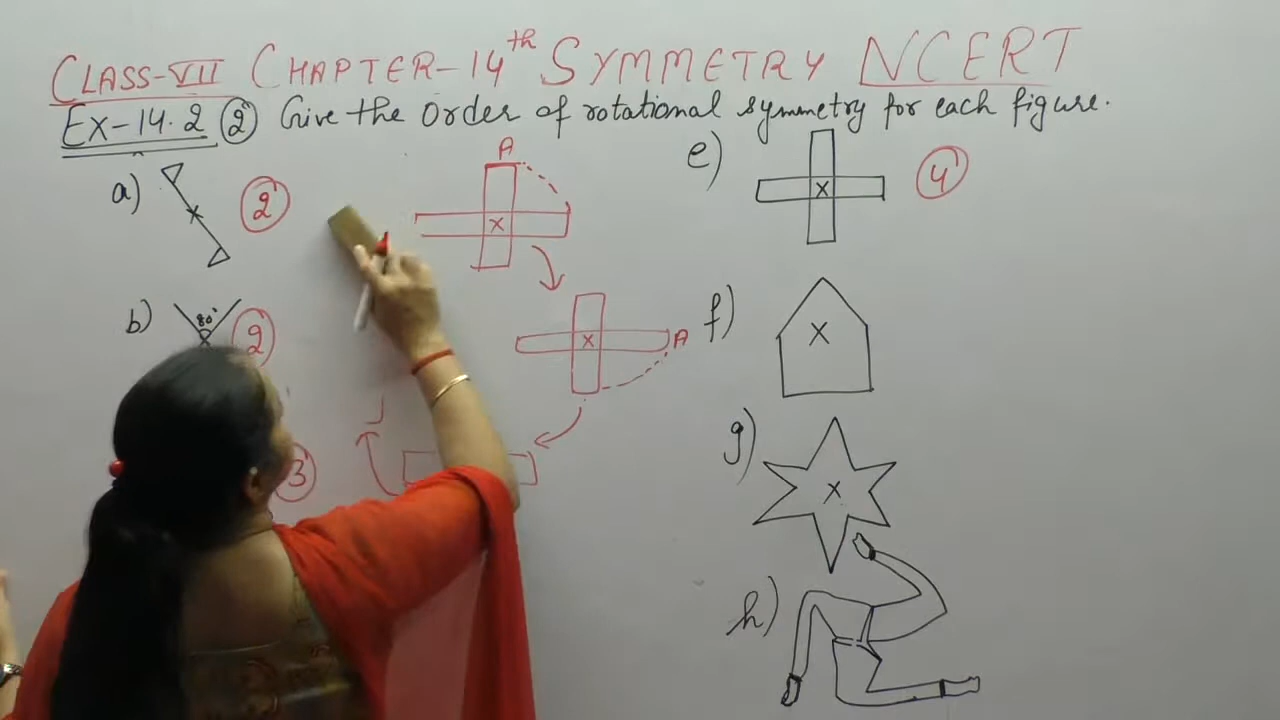 CLASS-VII CHAPTER-14th SYMMETRY NCERT
EX-14.2 (2) Give the Order of rotational symmetry for each figure.
a) x 2
b) 80° x 2
3
A
x
x A
e) x 4
f) x
g) x
h)